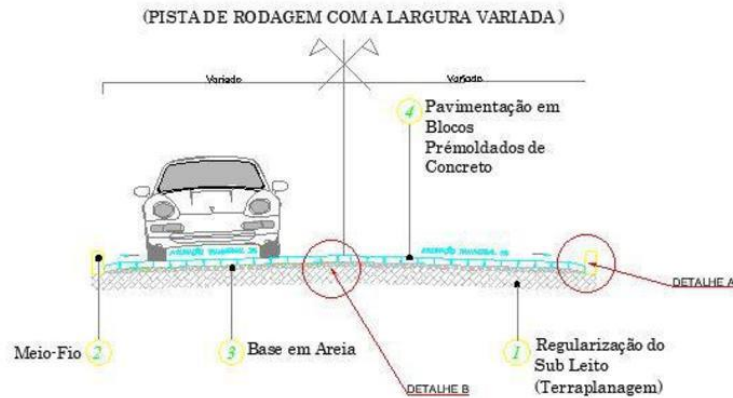 (PISTA DE RODAGEM COM A LARGURA VARIADA )
Variado
Variado
4
Pavimentação em
Blocos
Prémoldados de
Concreto
DETALHE A
Meio-Fio 2
3 Base em Areia
1 Regularização do
Sub Leito
(Terraplanagem)
DETALHE B